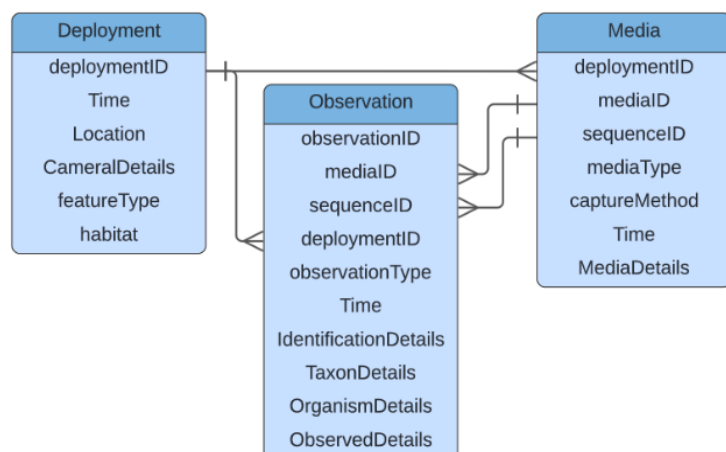 Deployment
deploymentID
Time
Location
CameralDetails
featureType
habitat
Observation
observationID
mediaID
sequenceID
deploymentID
observationType
Time
IdentificationDetails
TaxonDetails
OrganismDetails
ObservedDetails
Media
deploymentID
mediaID
sequenceID
mediaType
captureMethod
Time
MediaDetails